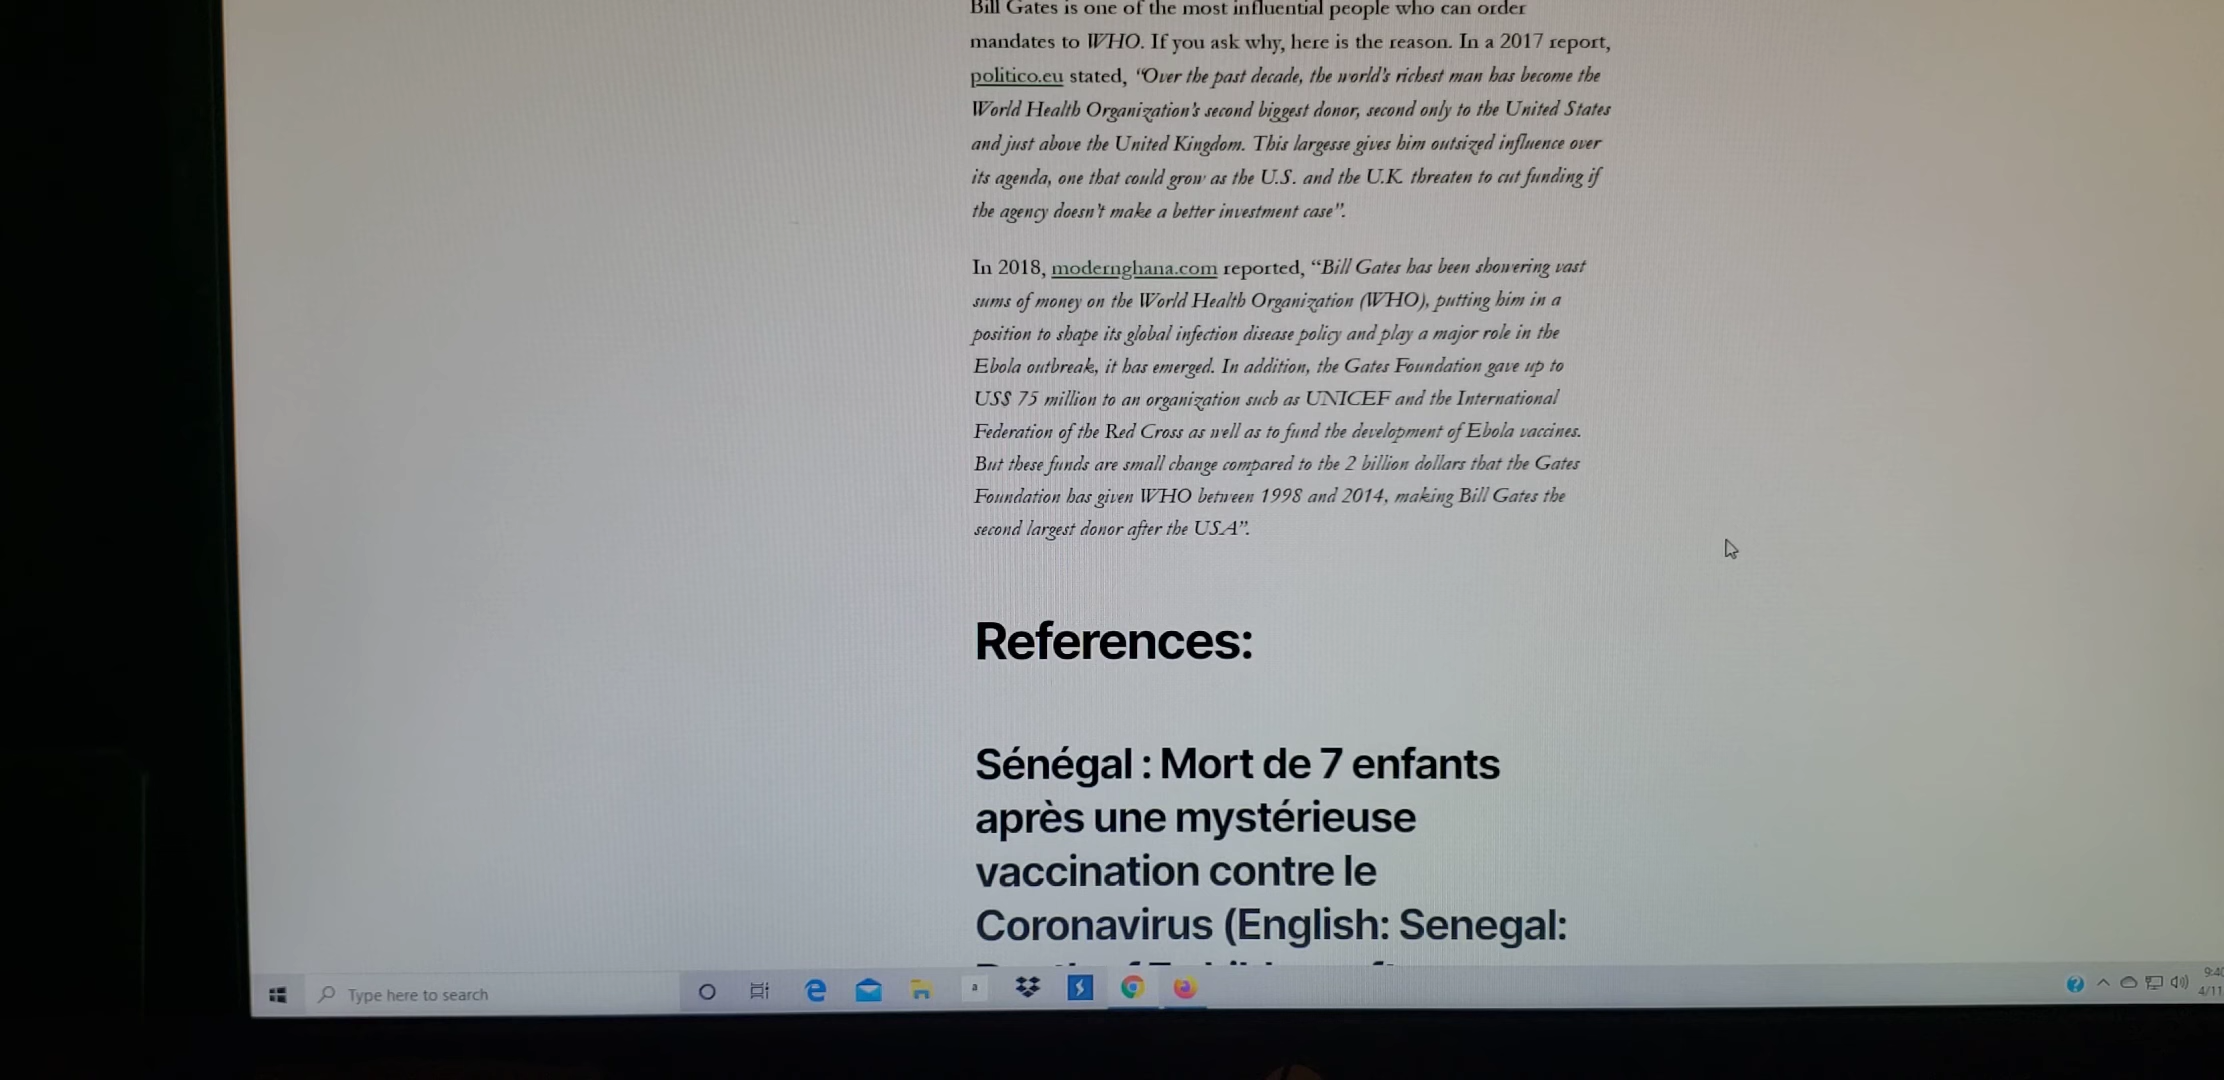 Bill Gates is one of the most influential people who can order
mandates to WHO. If you ask why, here is the reason. In a 2017 report,
politico.eu stated, “Over the past decade, the world’s richest man has become the
World Health Organization’s second biggest donor, second only to the United States
and just above the United Kingdom. This largesse gives him outsized influence over
its agenda, one that could grow as the U.S. and the U.K. threaten to cut funding if
the agency doesn’t make a better investment case”.
In 2018, modernghana.com reported, “Bill Gates has been showering vast
sums of money on the World Health Organization (WHO), putting him in a
position to shape its global infection disease policy and play a major role in the
Ebola outbreak, it has emerged. In addition, the Gates Foundation gave up to
US$ 75 million to an organization such as UNICEF and the International
Federation of the Red Cross as well as to fund the development of Ebola vaccines.
But these funds are small change compared to the 2 billion dollars that the Gates
Foundation has given WHO between 1998 and 2014, making Bill Gates the
second largest donor after the USA”.
References:
Sénégal : Mort de 7 enfants
après une mystérieuse
vaccination contre le
Coronavirus (English: Senegal:
Type here to search
a
9:40
4/11